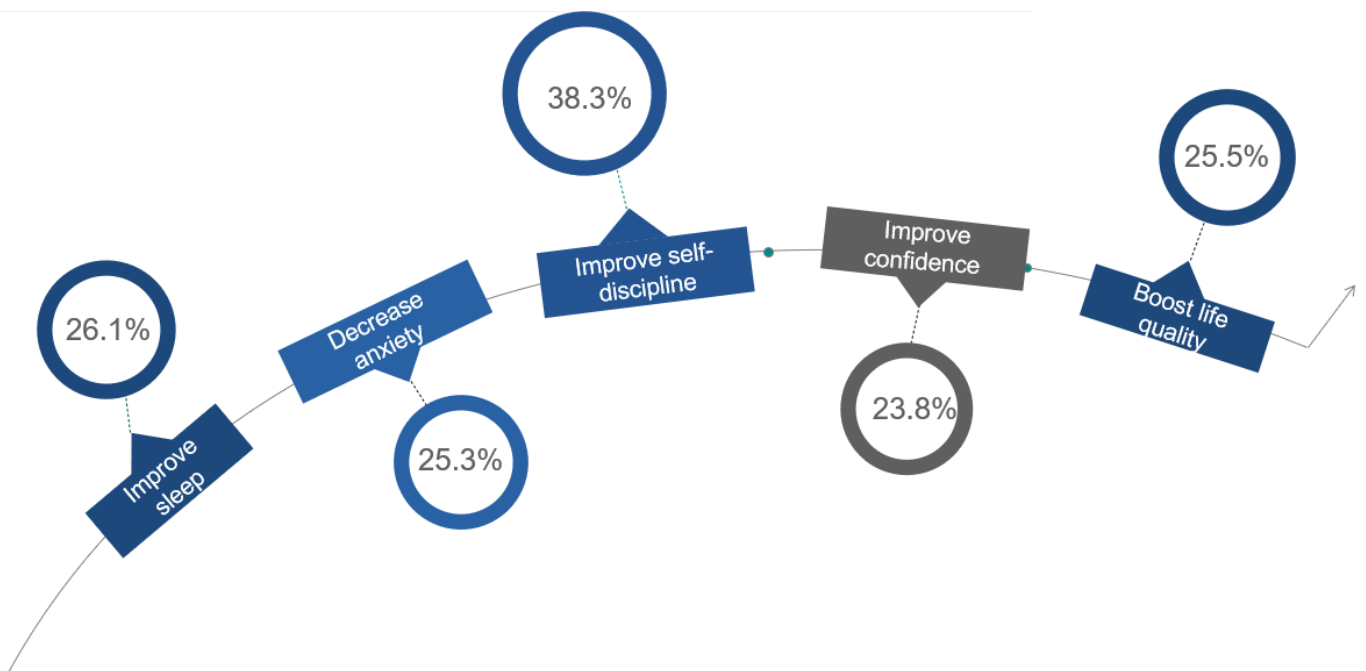 38.3%
25.5%
Improve
confidence
Improve self-
discipline
Boost life
quality
26.1%
Decrease
anxiety
23.8%
25.3%
Improve
sleep